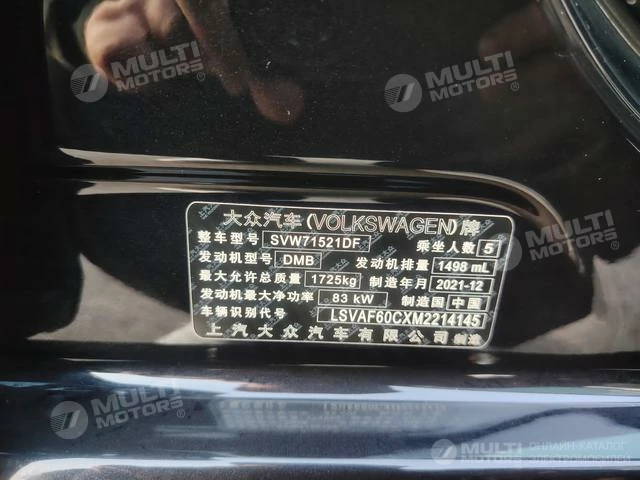 MULTI MOTORS®
MULTI MOTORS®
大众汽车(VOLKSWAGEN)牌
整车型号 SVW71521DF 乘坐人数 5
发动机型号 DMB 发动机排量 1498 mL
最大允许总质量 1725kg 制造年月 2021-12
发动机最大净功率 83 kW 制造国 中国
车辆识别代号 LSVAF60CXM2214145
上汽大众汽车有限公司 制造
MULTI MOTORS®
MULTI MOTORS
ОНЛАЙН-КАТАЛОГ
ЭЛЕКТРОМОБИЛЕЙ